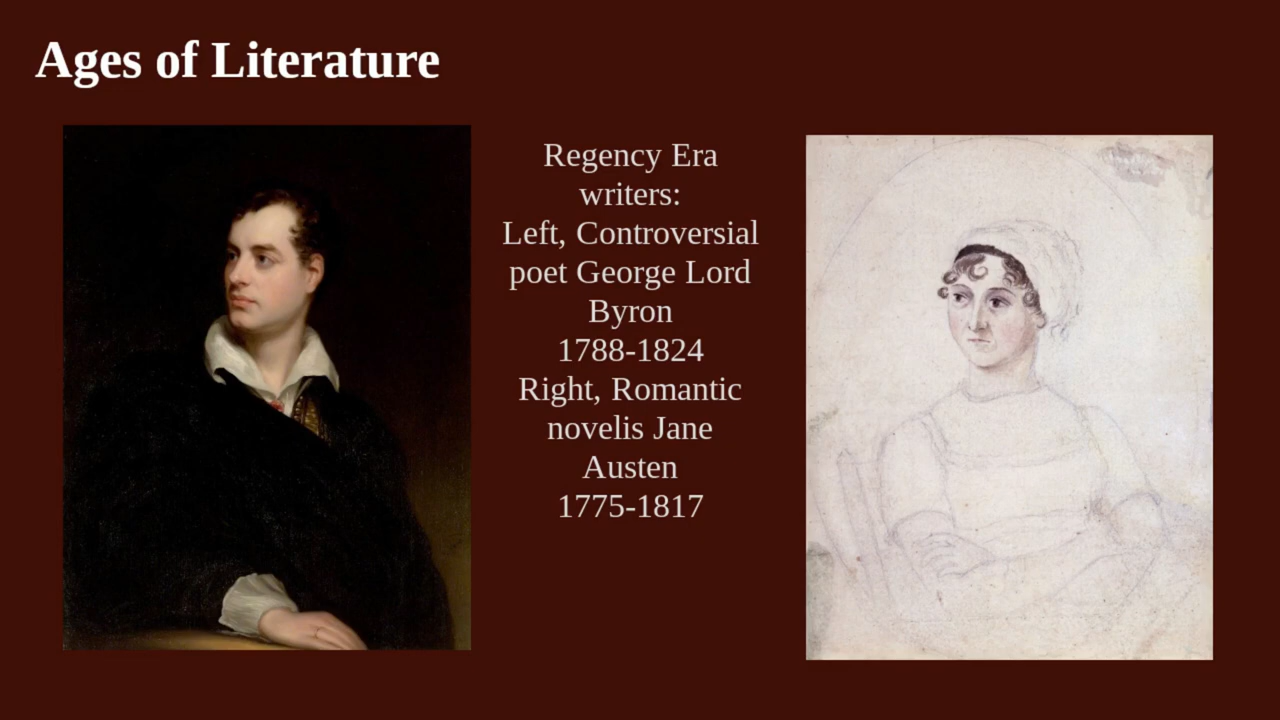 Ages of Literature
Regency Era
writers:
Left, Controversial
poet George Lord
Byron
1788-1824
Right, Romantic
novelis Jane
Austen
1775-1817